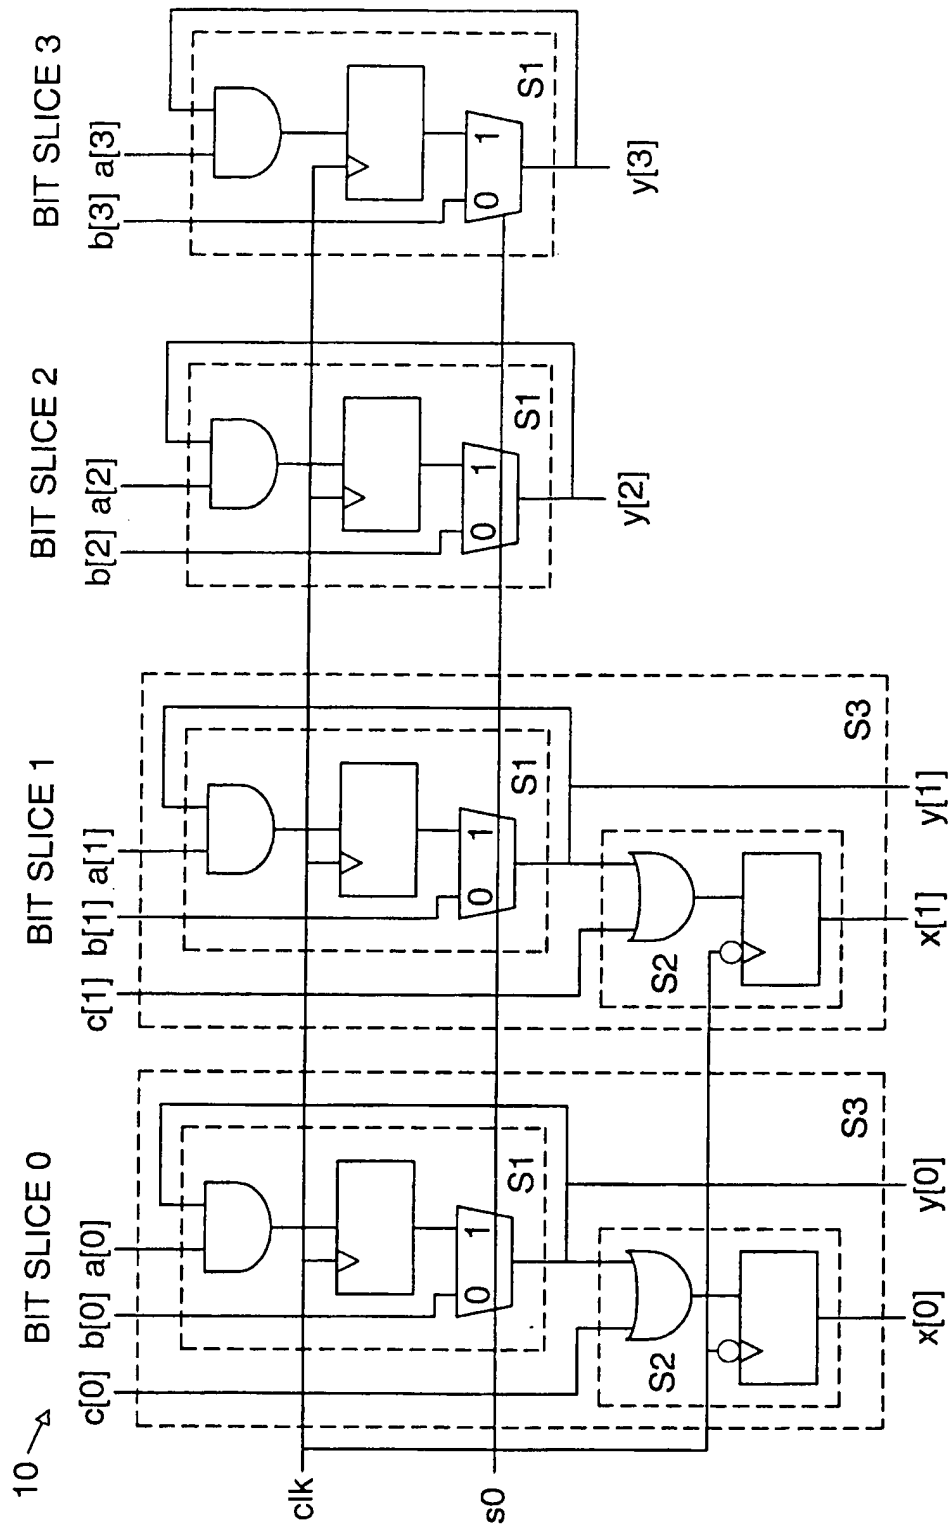 10
BIT SLICE 0
BIT SLICE 1
BIT SLICE 2
BIT SLICE 3
c[0] b[0] a[0]
c[1] b[1] a[1]
b[2] a[2]
b[3] a[3]
clk
s0
0 1
S1
0 1
S1
0 1
S1
0 1
S1
S2
S3
S2
S3
x[0] y[0]
x[1] y[1]
y[2]
y[3]